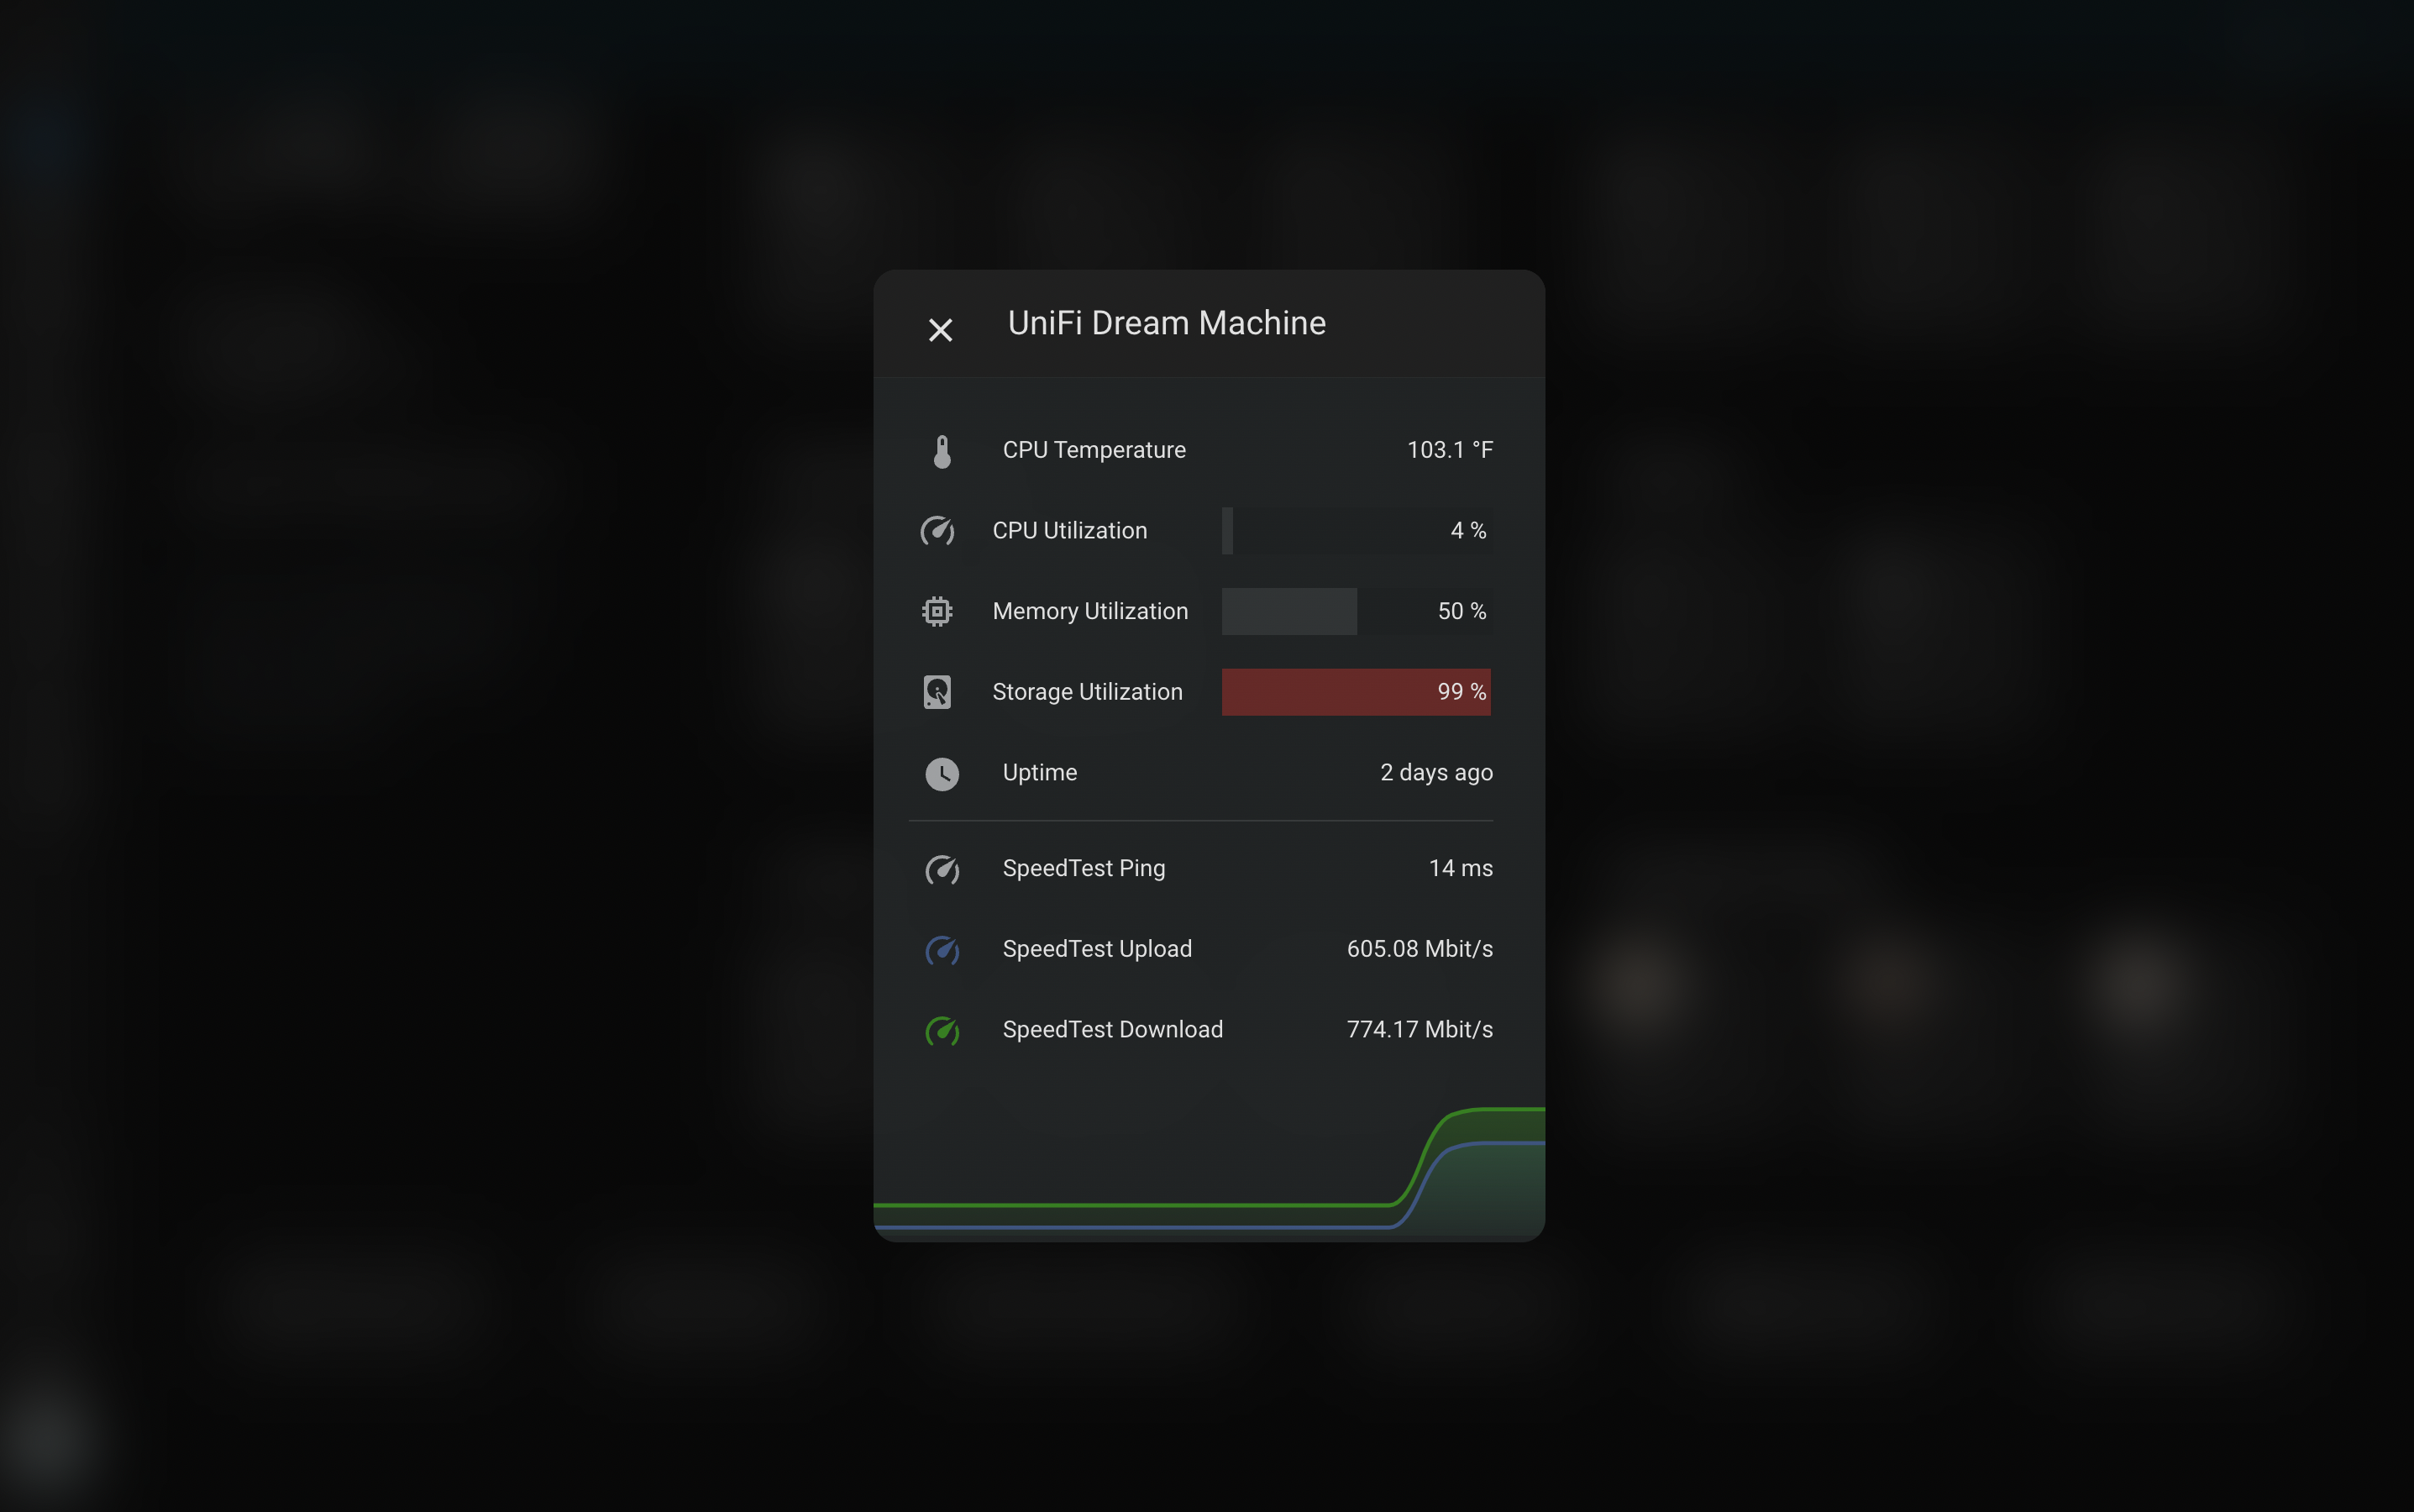 UniFi Dream Machine
CPU Temperature 103.1 °F
CPU Utilization 4 %
Memory Utilization 50 %
Storage Utilization 99 %
Uptime 2 days ago
SpeedTest Ping 14 ms
SpeedTest Upload 605.08 Mbit/s
SpeedTest Download 774.17 Mbit/s